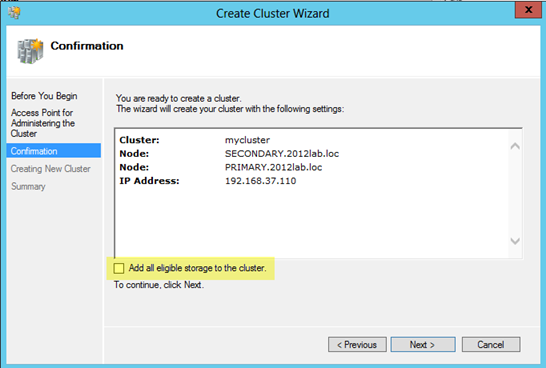 Create Cluster Wizard
Confirmation
Before You Begin
Access Point for
Administering the
Cluster
Confirmation
Creating New Cluster
Summary
You are ready to create a cluster.
The wizard will create your cluster with the following settings:
Cluster: mycluster
Node: SECONDARY.2012lab.loc
Node: PRIMARY.2012lab.loc
IP Address: 192.168.37.110
Add all eligible storage to the cluster.
To continue, click Next.
< Previous
Next >
Cancel